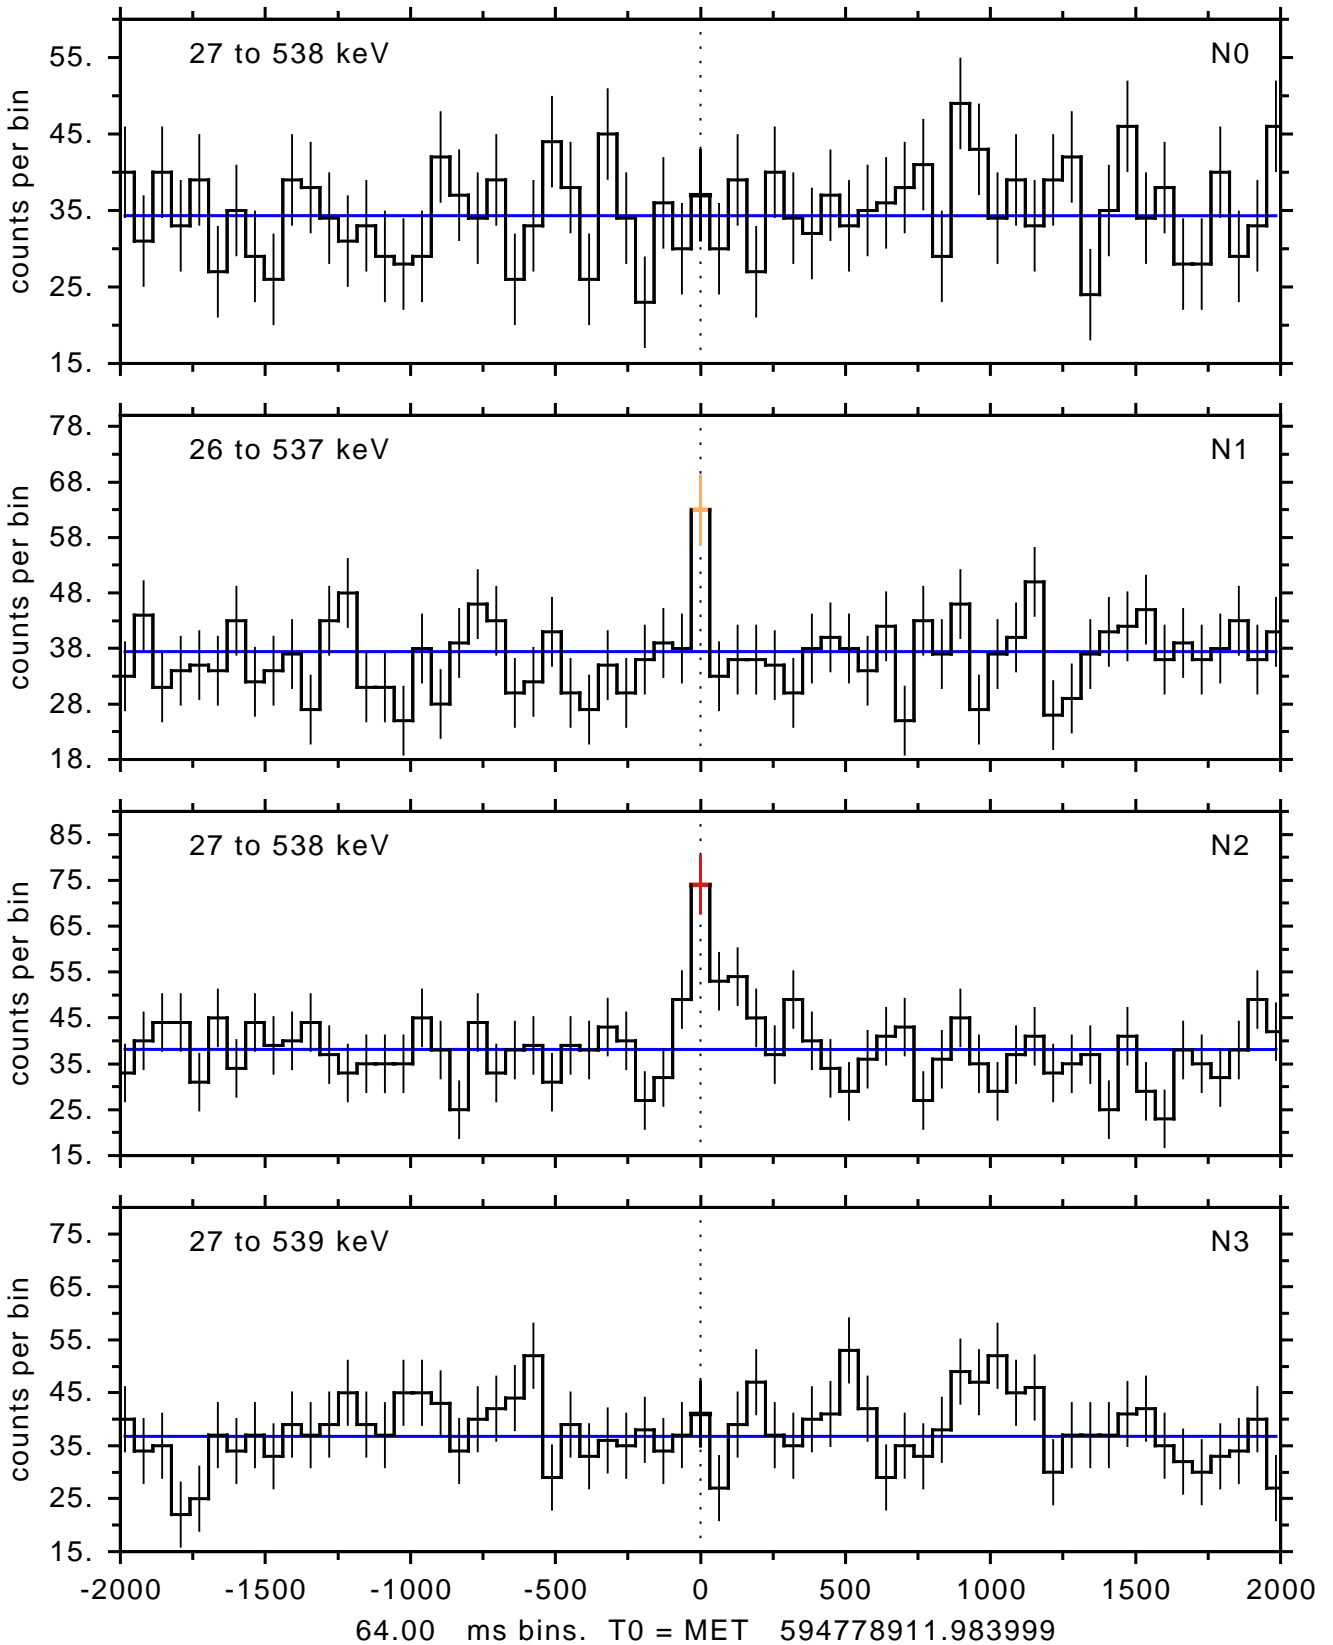 27 to 538 keV N0
55.
45.
35.
25.
15.
counts per bin
26 to 537 keV N1
78.
68.
58.
48.
38.
28.
18.
counts per bin
27 to 538 keV N2
85.
75.
65.
55.
45.
35.
25.
15.
counts per bin
27 to 539 keV N3
75.
65.
55.
45.
35.
25.
15.
counts per bin
-2000 -1500 -1000 -500 0 500 1000 1500 2000
64.00 ms bins. T0 = MET 594778911.983999